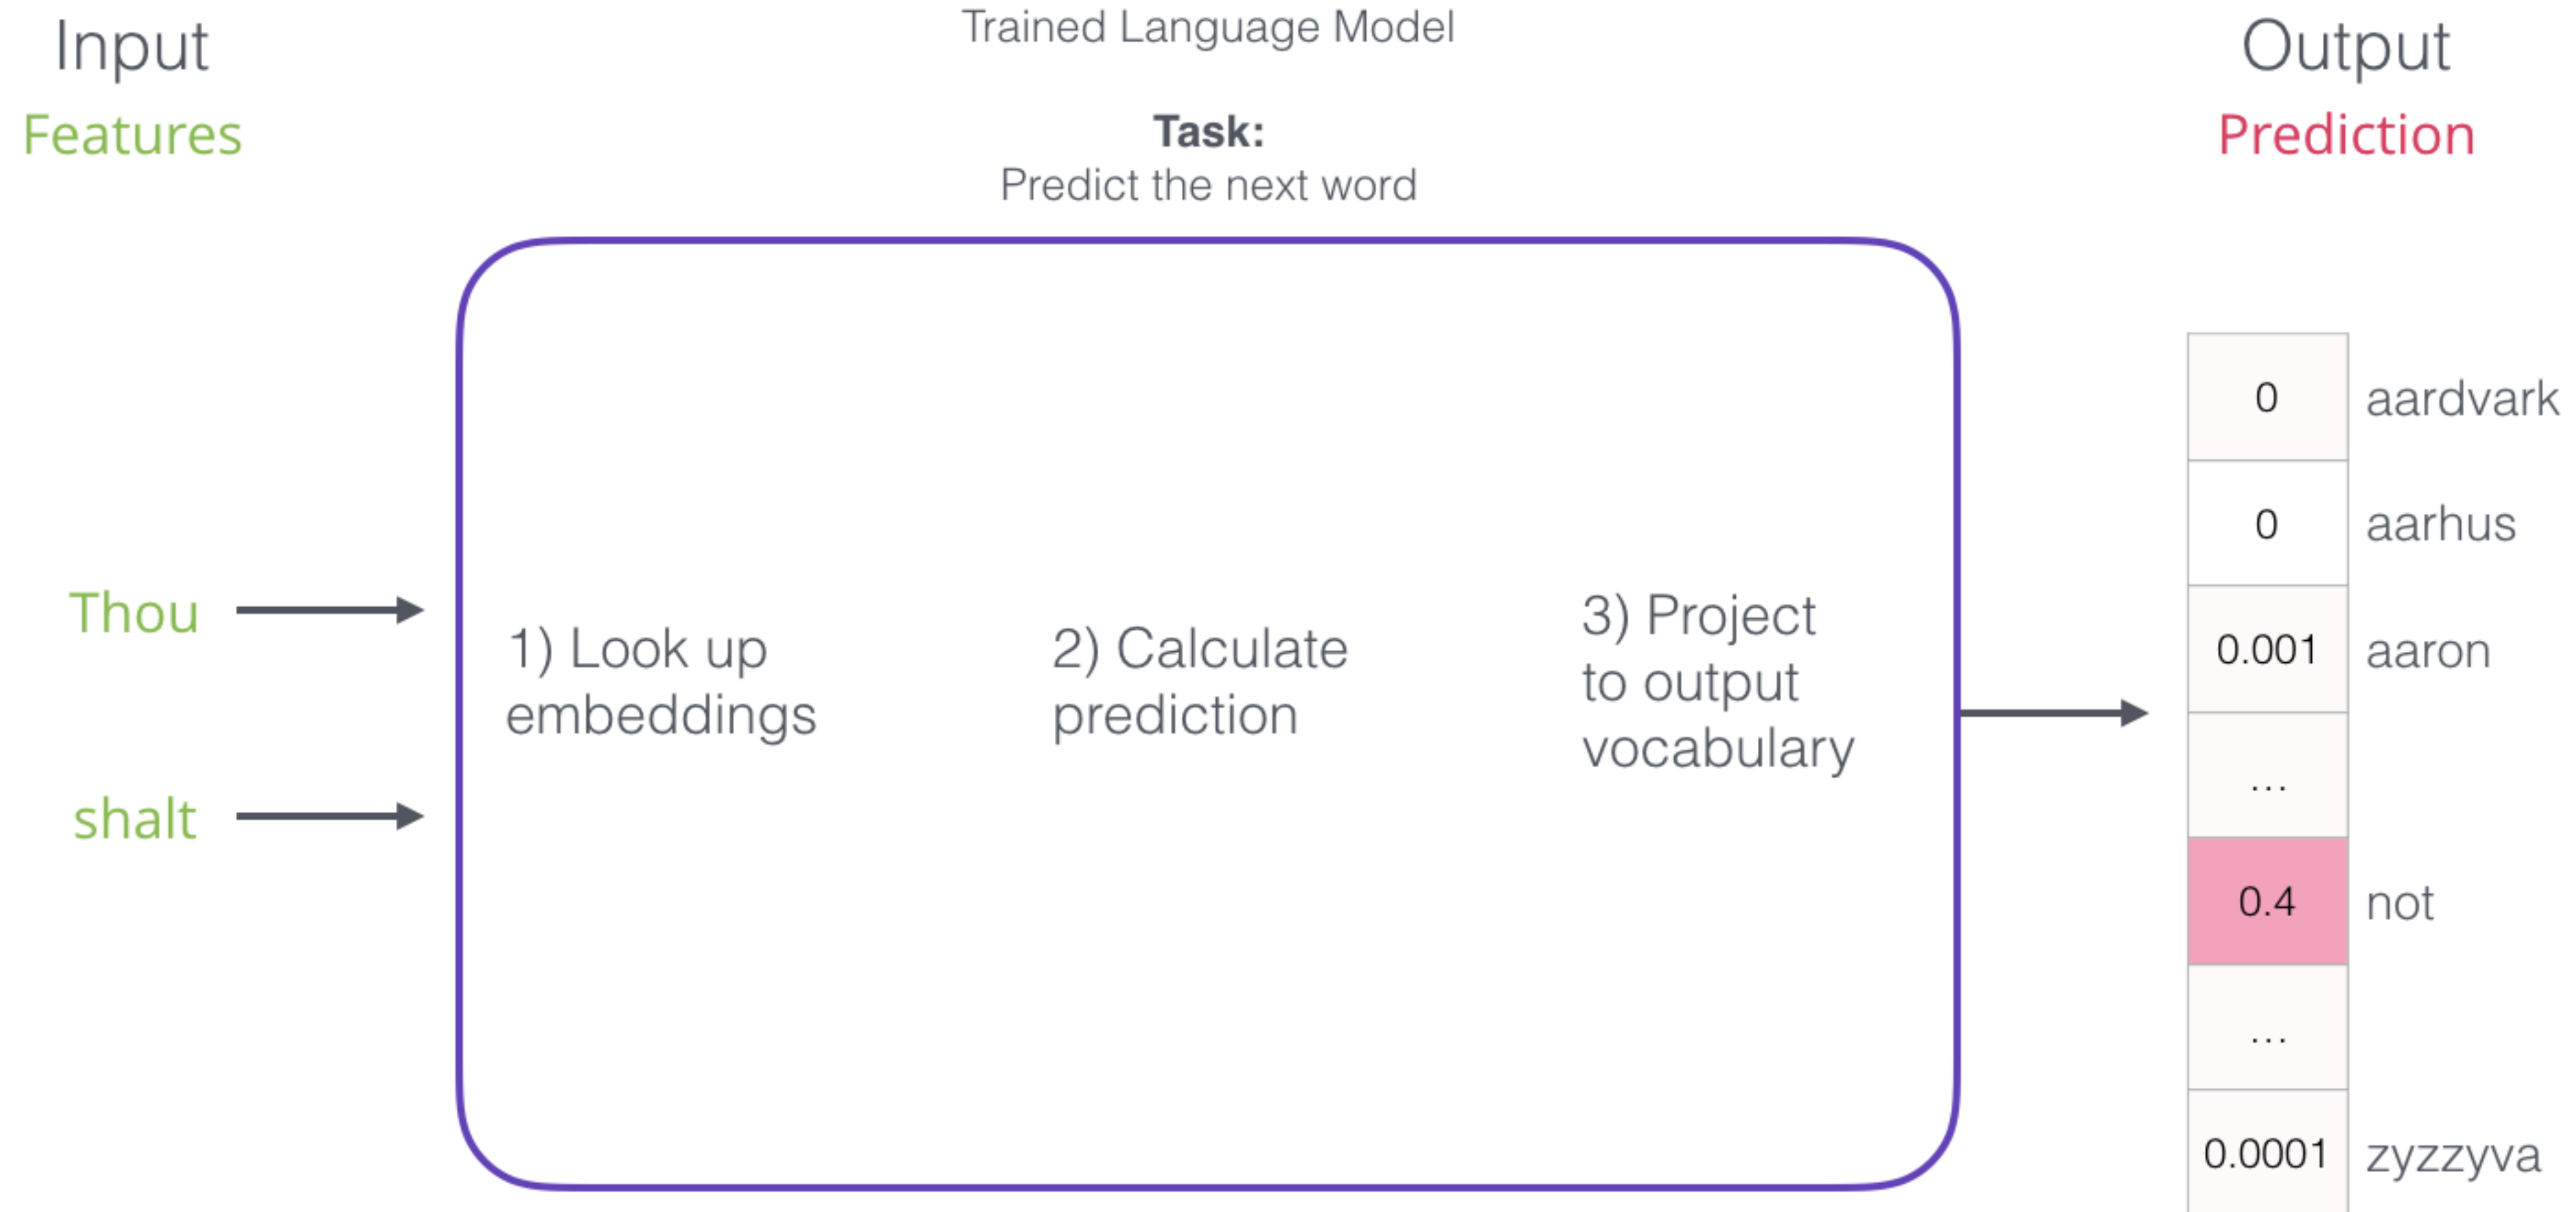 Input
Features
Trained Language Model
Task:
Predict the next word
Output
Prediction
Thou
shalt
1) Look up
embeddings
2) Calculate
prediction
3) Project
to output
vocabulary
0 aardvark
0 aarhus
0.001 aaron
...
0.4 not
...
0.0001 zyzzyva